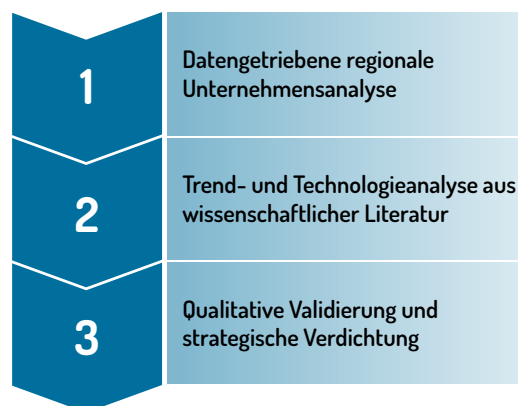 1
Datengetriebene regionale
Unternehmensanalyse
2
Trend- und Technologieanalyse aus
wissenschaftlicher Literatur
3
Qualitative Validierung und
strategische Verdichtung